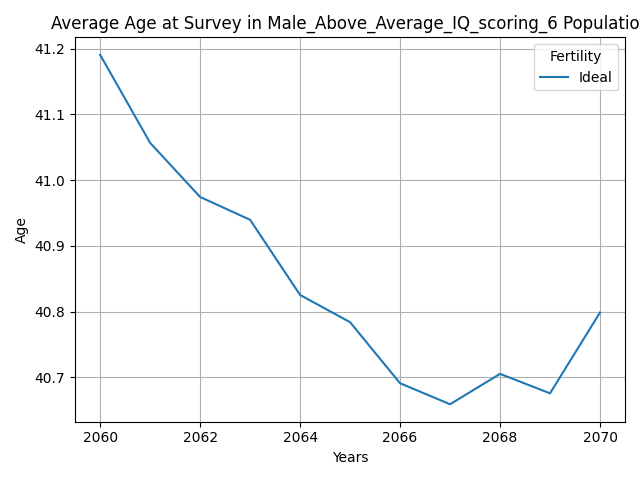 Average Age at Survey in Male_Above_Average_IQ_scoring_6 Populatio
41.2
41.1
41.0
40.9
40.8
40.7
Age
Fertility
Ideal
2060
2062
2064
2066
2068
2070
Years